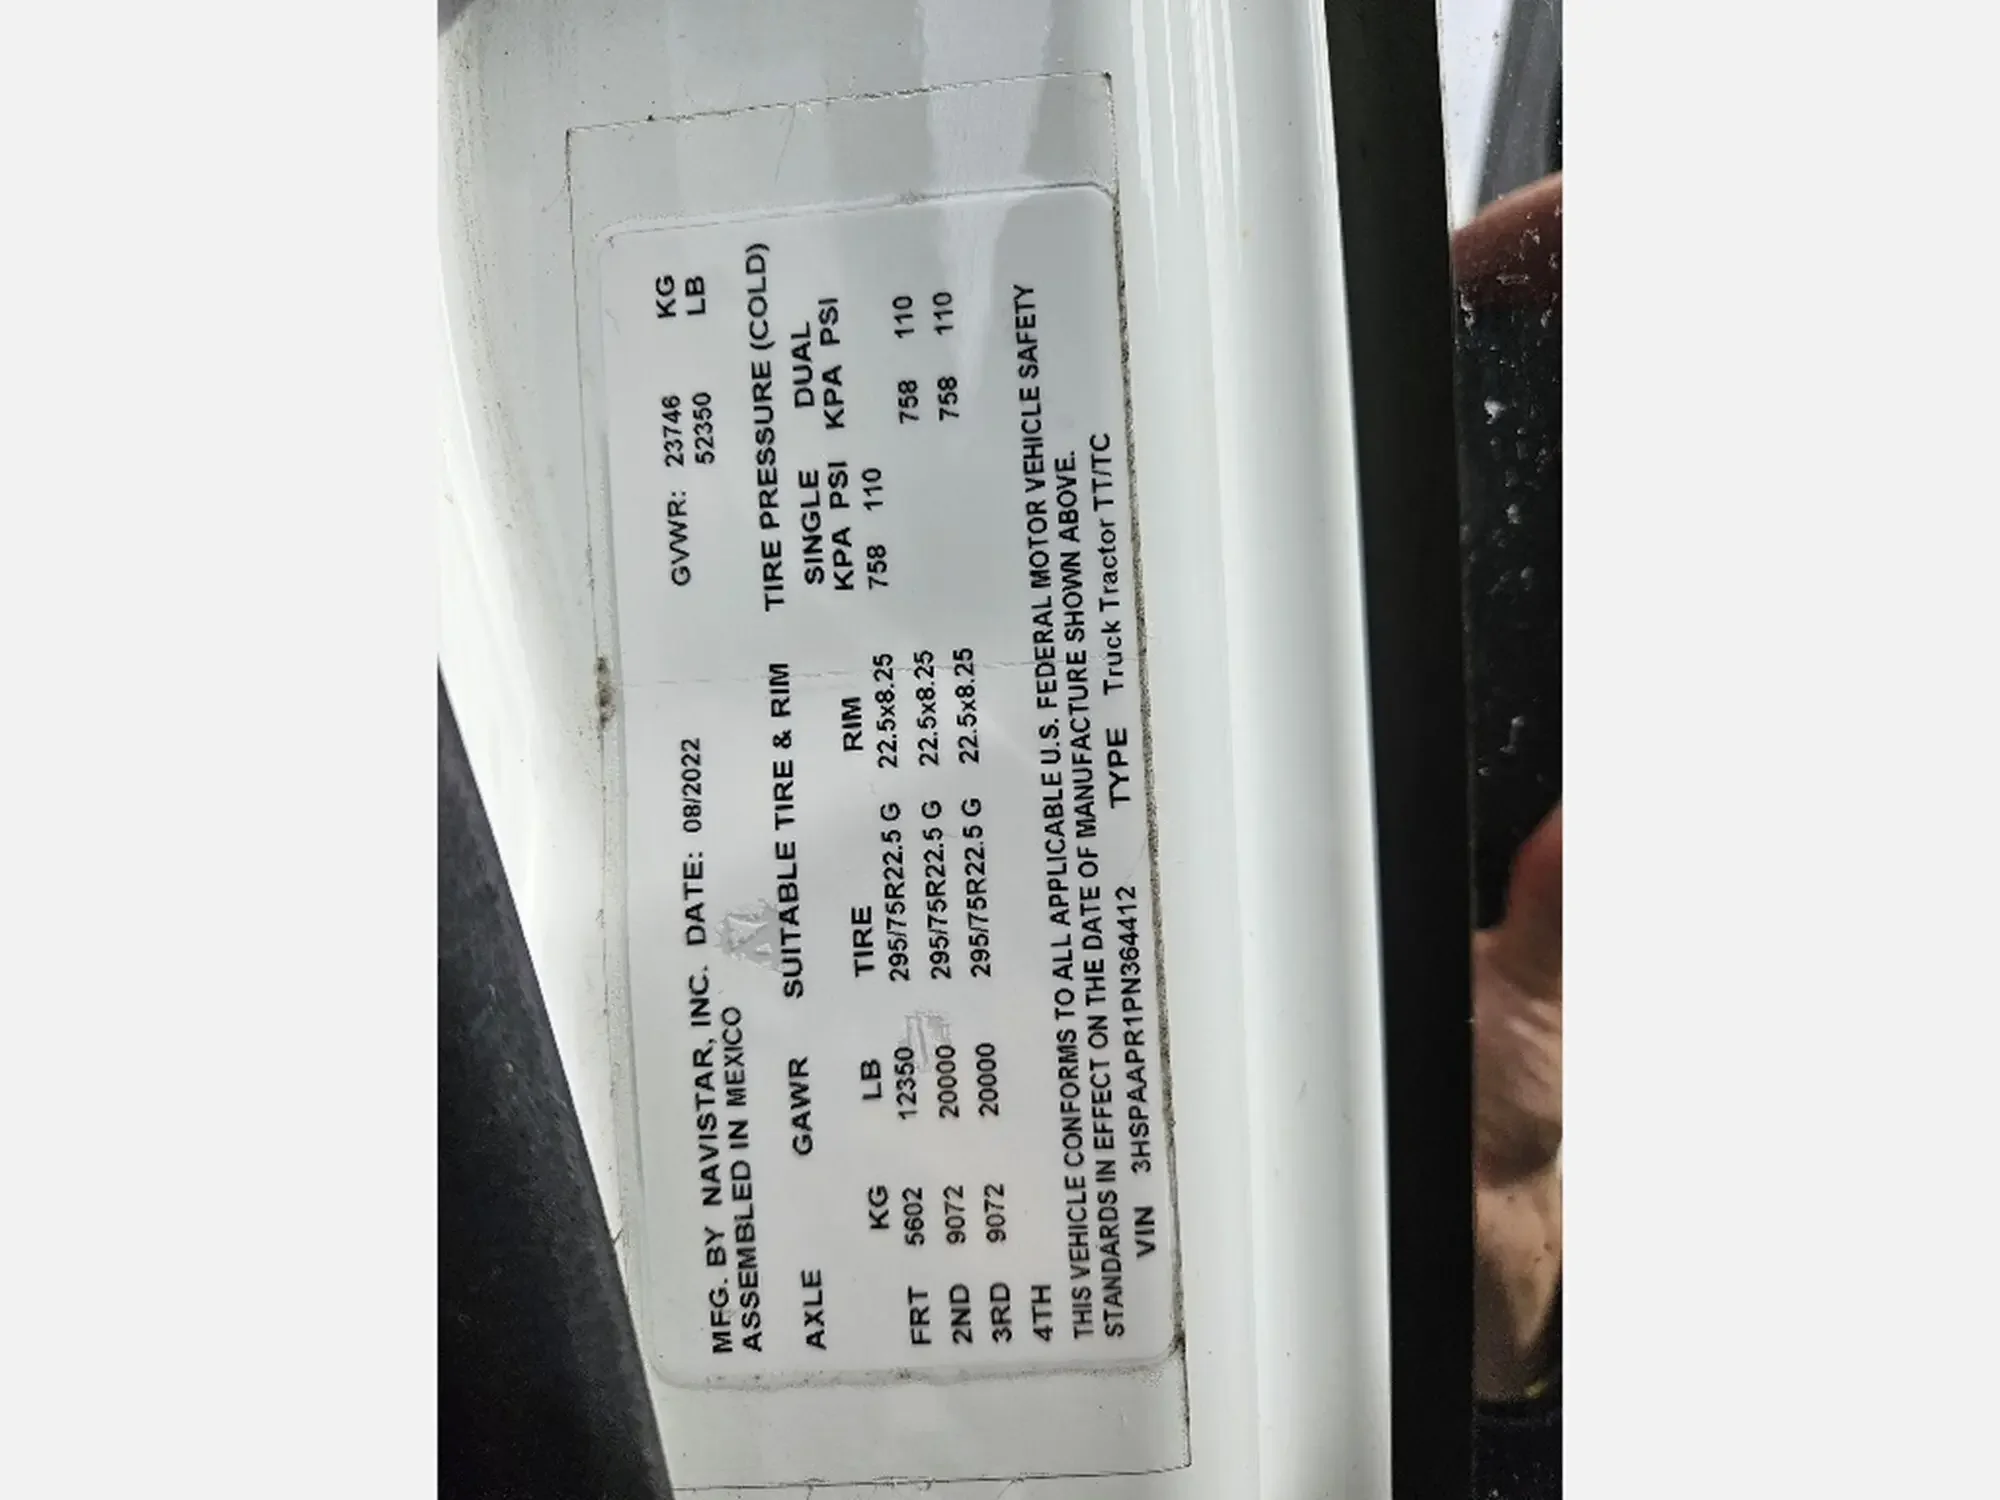 MFG. BY NAVISTAR, INC. DATE: 08/2022 GVWR: 23746 KG
ASSEMBLED IN MEXICO 52350 LB
AXLE GAWR SUITABLE TIRE & RIM TIRE PRESSURE (COLD)
SINGLE DUAL
KG LB TIRE RIM KPA PSI KPA PSI
FRT 5602 12350 295/75R22.5 G 22.5x8.25 758 110
2ND 9072 20000 295/75R22.5 G 22.5x8.25 758 110
3RD 9072 20000 295/75R22.5 G 22.5x8.25 758 110
4TH
THIS VEHICLE CONFORMS TO ALL APPLICABLE U.S. FEDERAL MOTOR VEHICLE SAFETY
STANDARDS IN EFFECT ON THE DATE OF MANUFACTURE SHOWN ABOVE.
VIN 3HSPAAPR1PN364412 TYPE Truck Tractor TT/TC